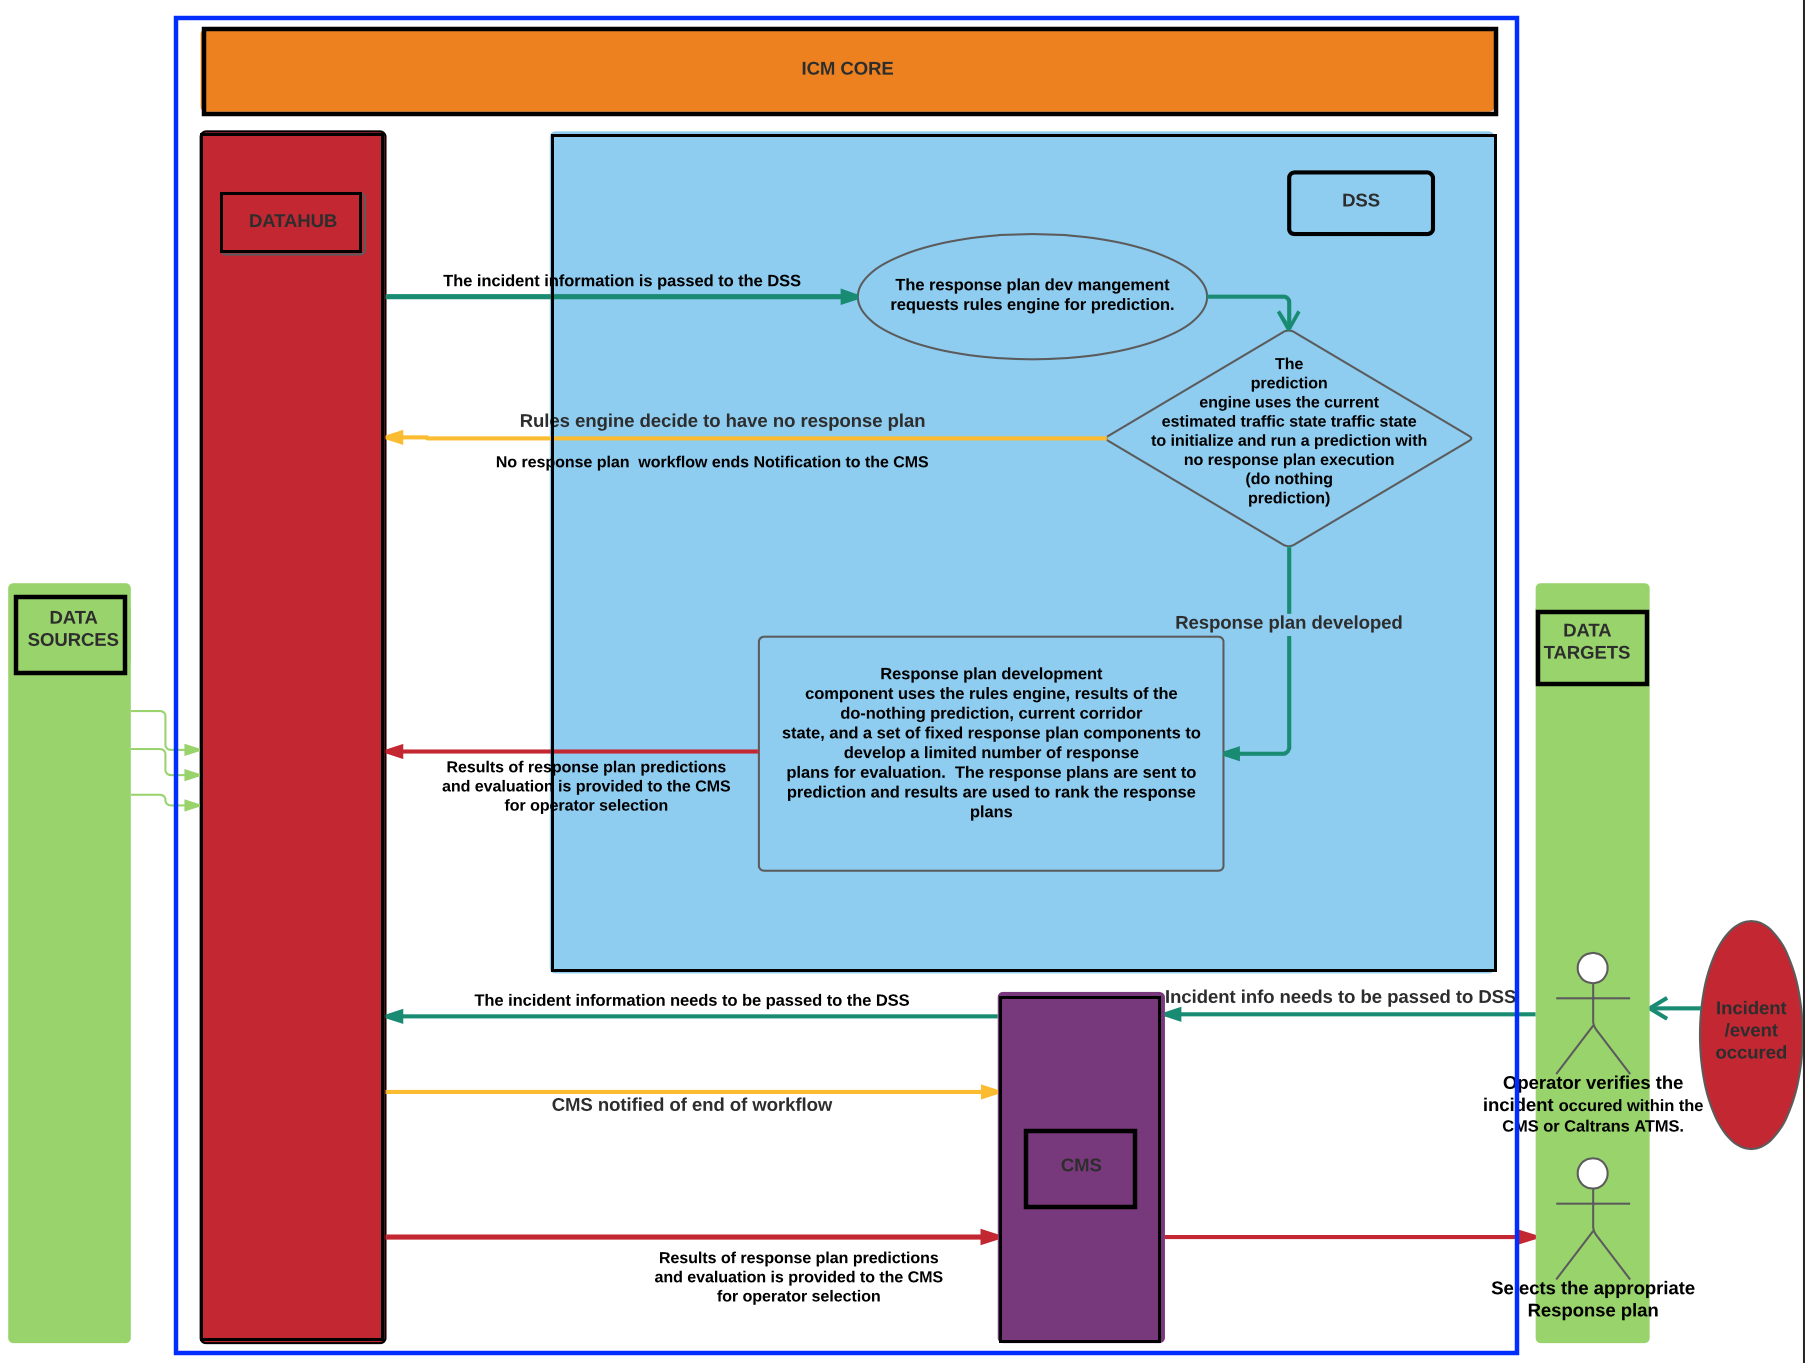 ICM CORE
DATAHUB
DSS
The incident information is passed to the DSS
The response plan dev mangement
requests rules engine for prediction.
The
prediction
engine uses the current
estimated traffic state traffic state
to initialize and run a prediction with
no response plan execution
(do nothing
prediction)
Rules engine decide to have no response plan
No response plan  workflow ends Notification to the CMS
Response plan developed
DATA
SOURCES
DATA
TARGETS
Response plan development
component uses the rules engine, results of the
do-nothing prediction, current corridor
state, and a set of fixed response plan components to
develop a limited number of response
plans for evaluation.  The response plans are sent to
prediction and results are used to rank the response
plans
Results of response plan predictions
and evaluation is provided to the CMS
for operator selection
The incident information needs to be passed to the DSS
Incident info needs to be passed to DSS
Incident
/event
occured
Operator verifies the
incident occured within the
CMS or Caltrans ATMS.
CMS notified of end of workflow
CMS
Results of response plan predictions
and evaluation is provided to the CMS
for operator selection
Selects the appropriate
Response plan